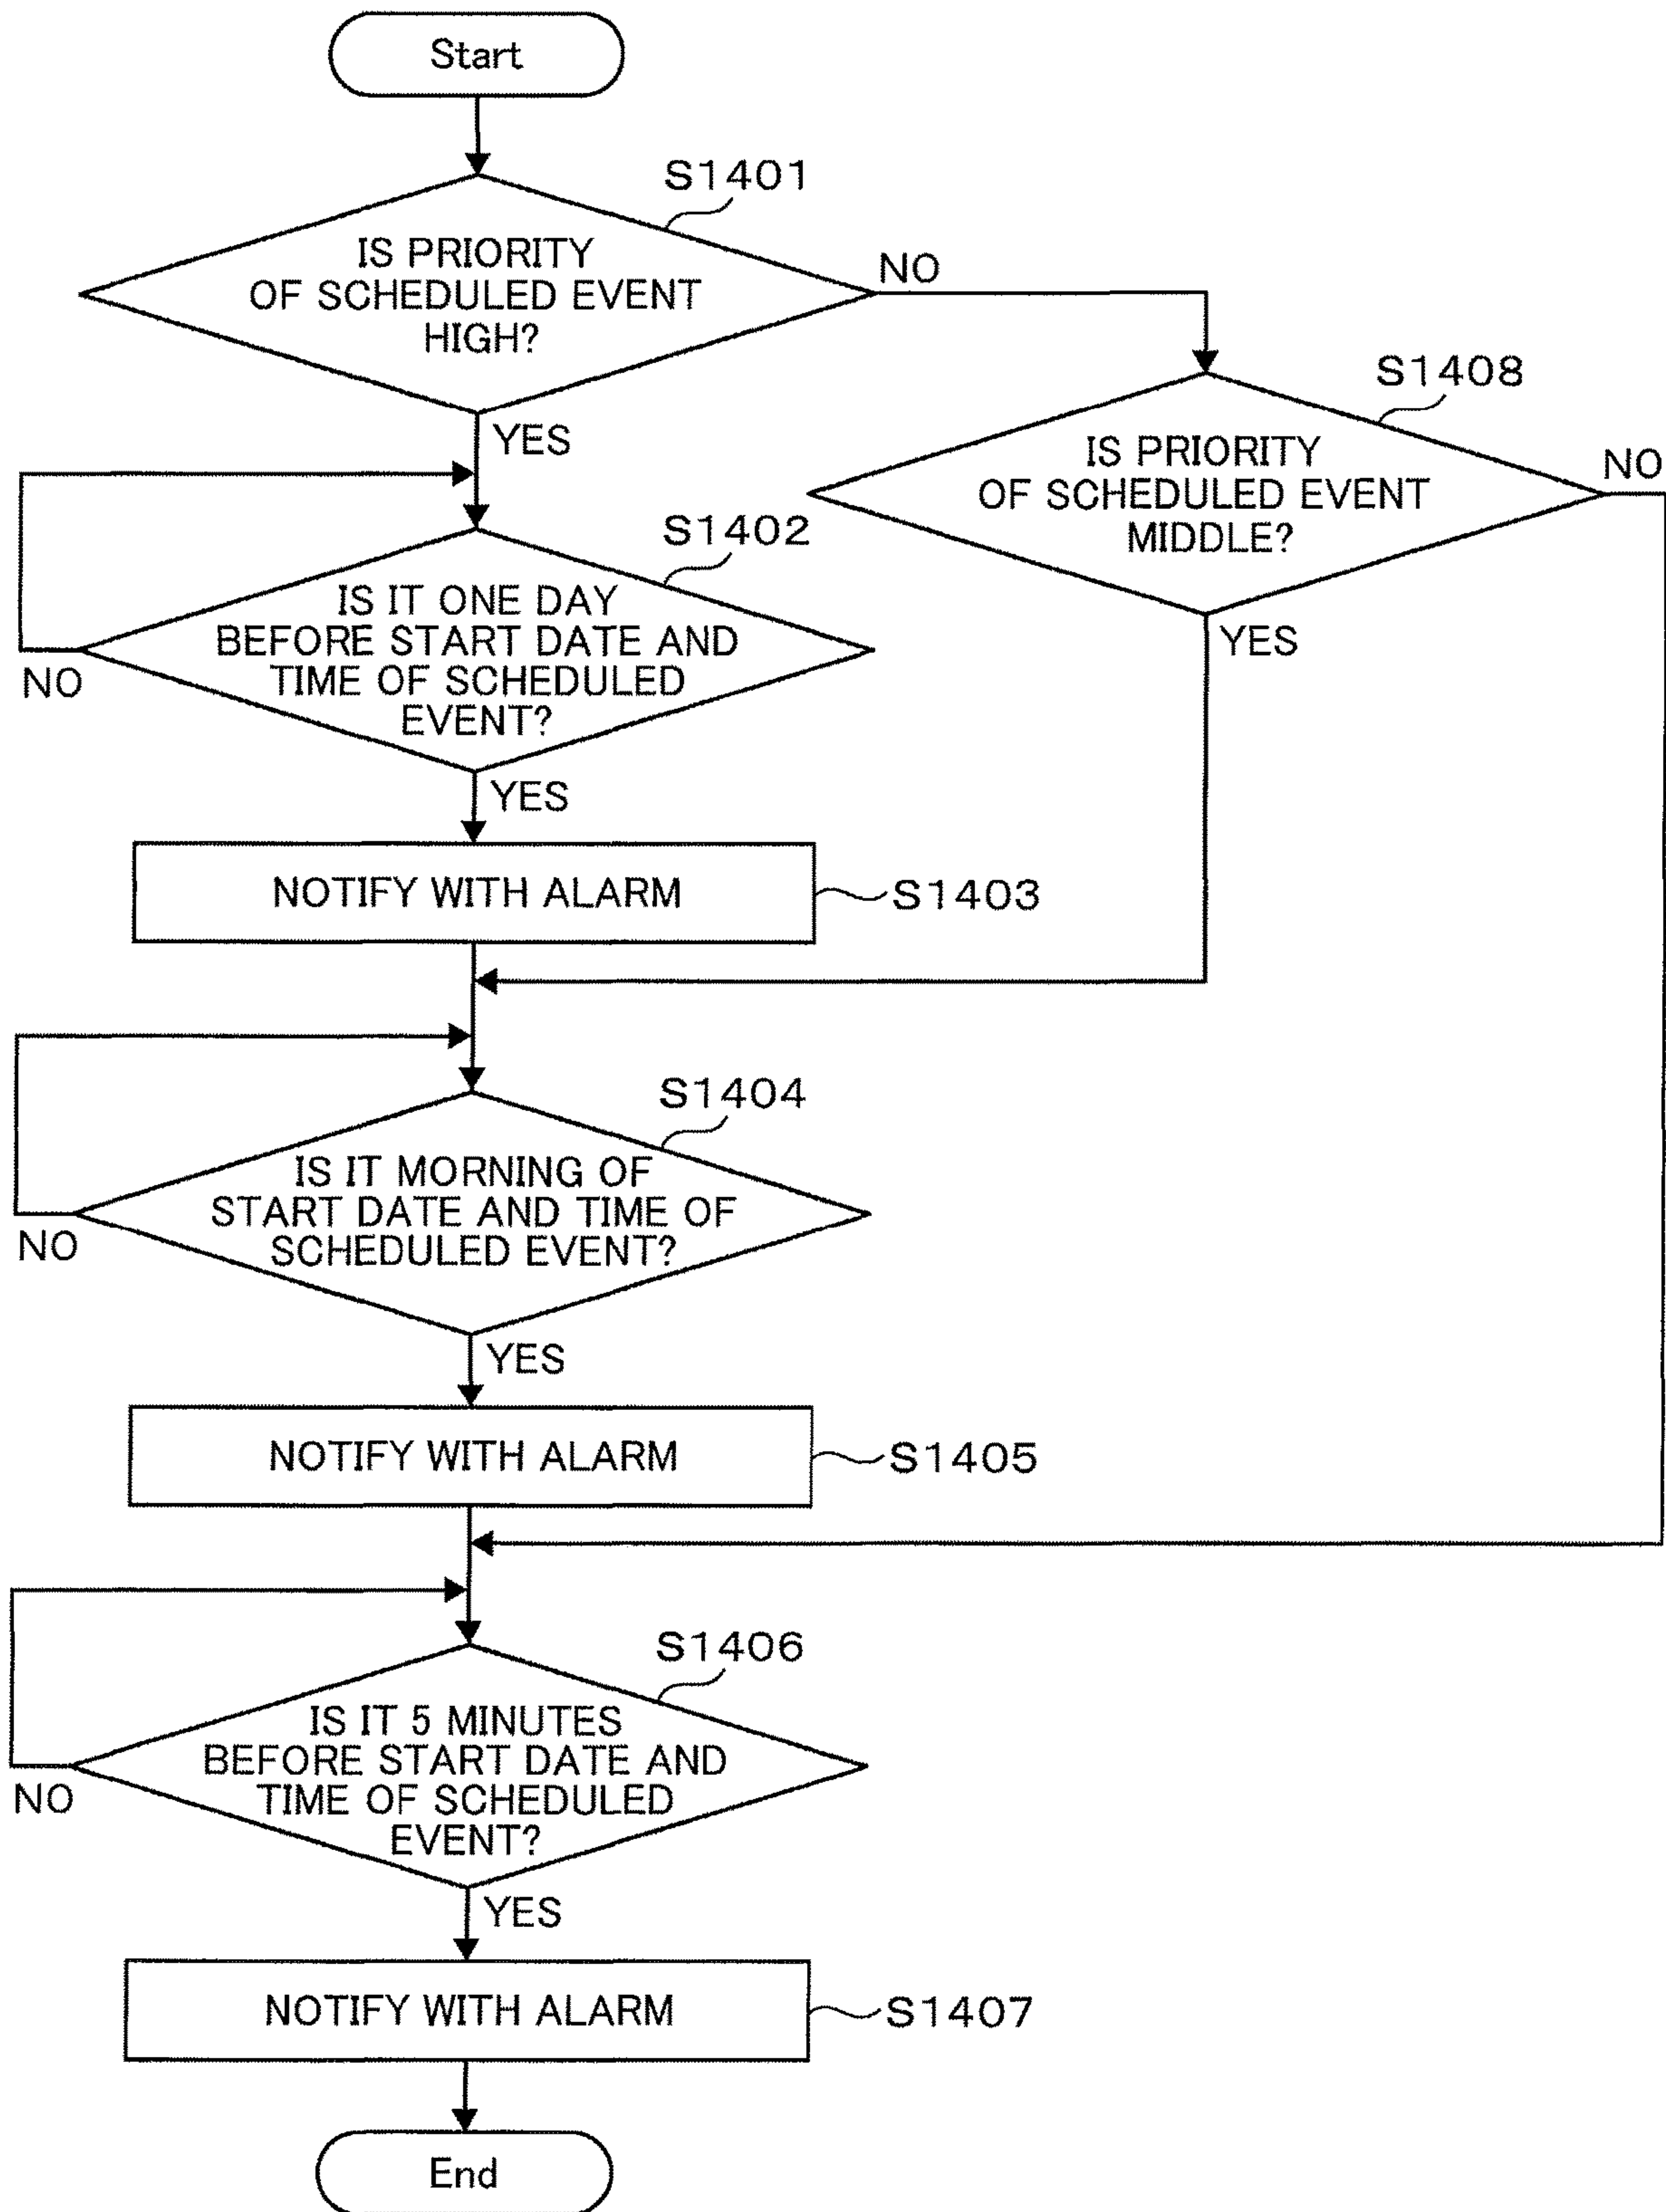 Start
S1401
IS PRIORITY
OF SCHEDULED EVENT
HIGH?
NO
YES
S1408
IS PRIORITY
OF SCHEDULED EVENT
MIDDLE?
NO
YES
S1402
IS IT ONE DAY
BEFORE START DATE AND
TIME OF SCHEDULED
EVENT?
NO
YES
NOTIFY WITH ALARM
S1403
S1404
IS IT MORNING OF
START DATE AND TIME OF
SCHEDULED EVENT?
NO
YES
NOTIFY WITH ALARM
S1405
S1406
IS IT 5 MINUTES
BEFORE START DATE AND
TIME OF SCHEDULED
EVENT?
NO
YES
NOTIFY WITH ALARM
S1407
End